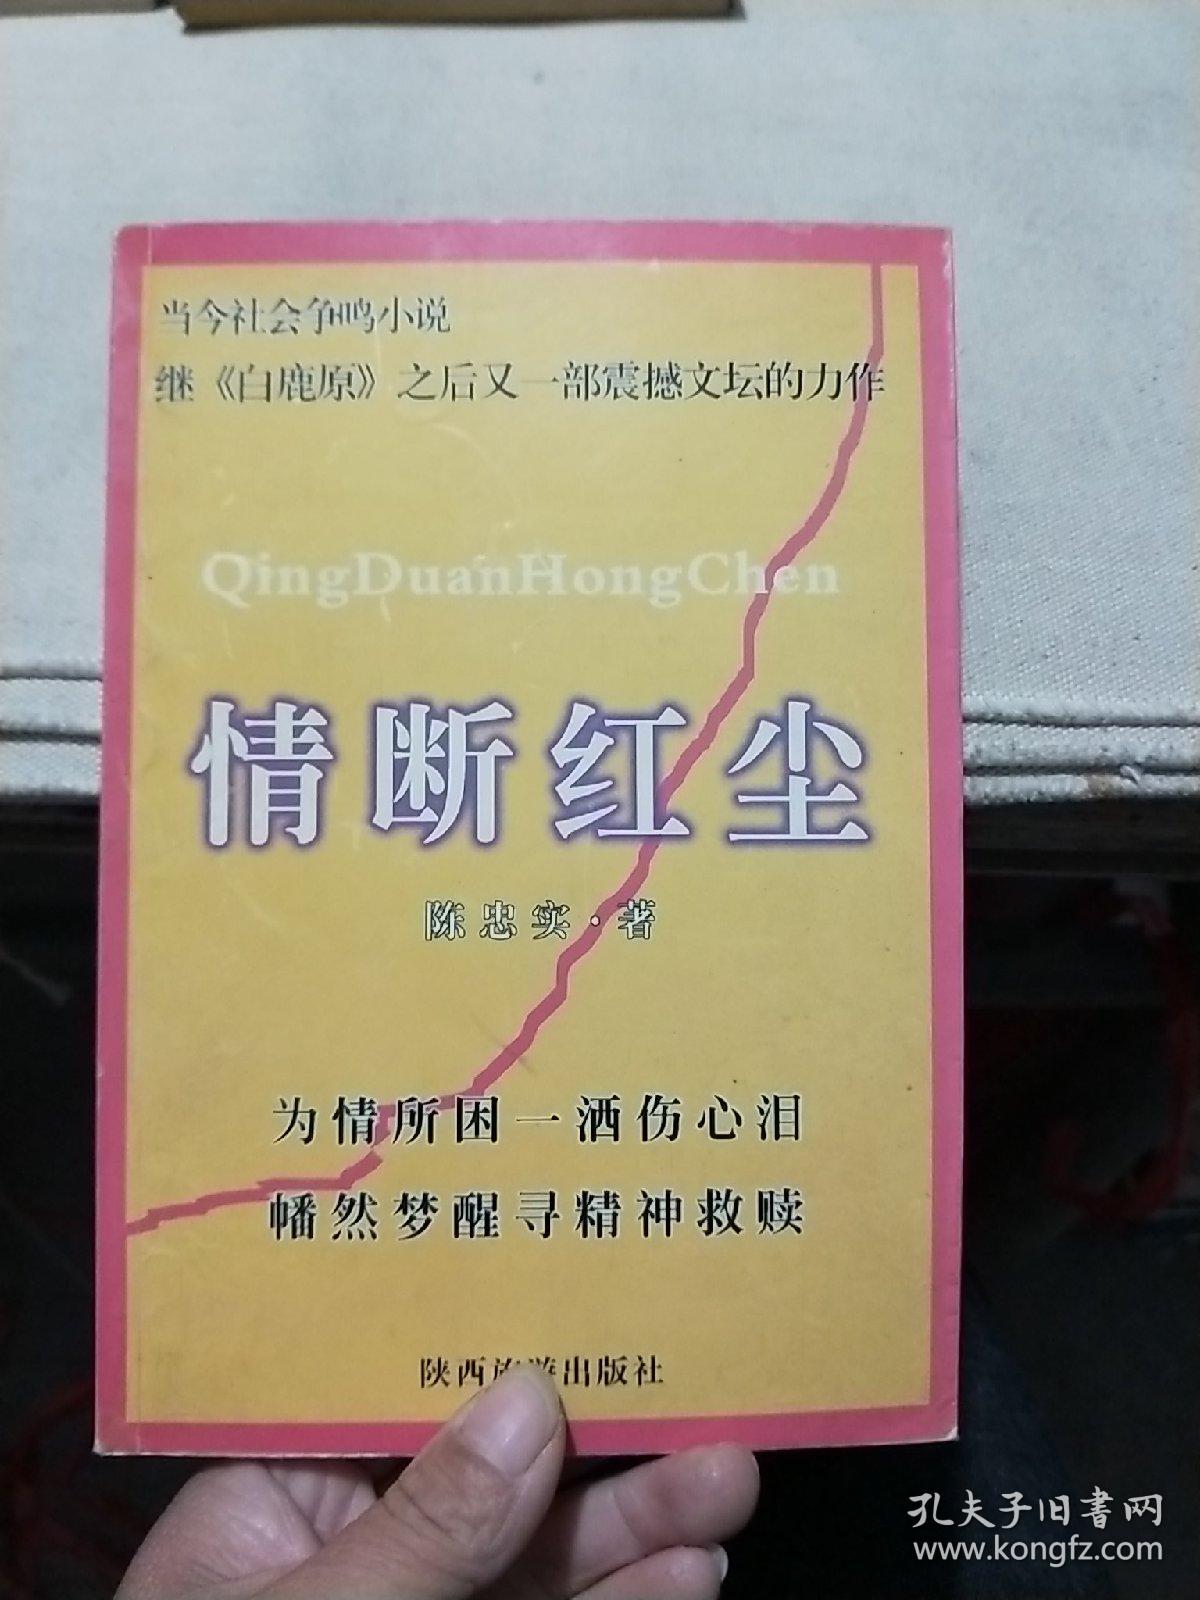 当今社会争鸣小说
继《白鹿原》之后又一部震撼文坛的力作
QingDuanHongChen
情断红尘
陈忠实·著
为情所困一洒伤心泪
幡然梦醒寻精神救赎
陕西旅游出版社
孔夫子旧書网
www.kongfz.com